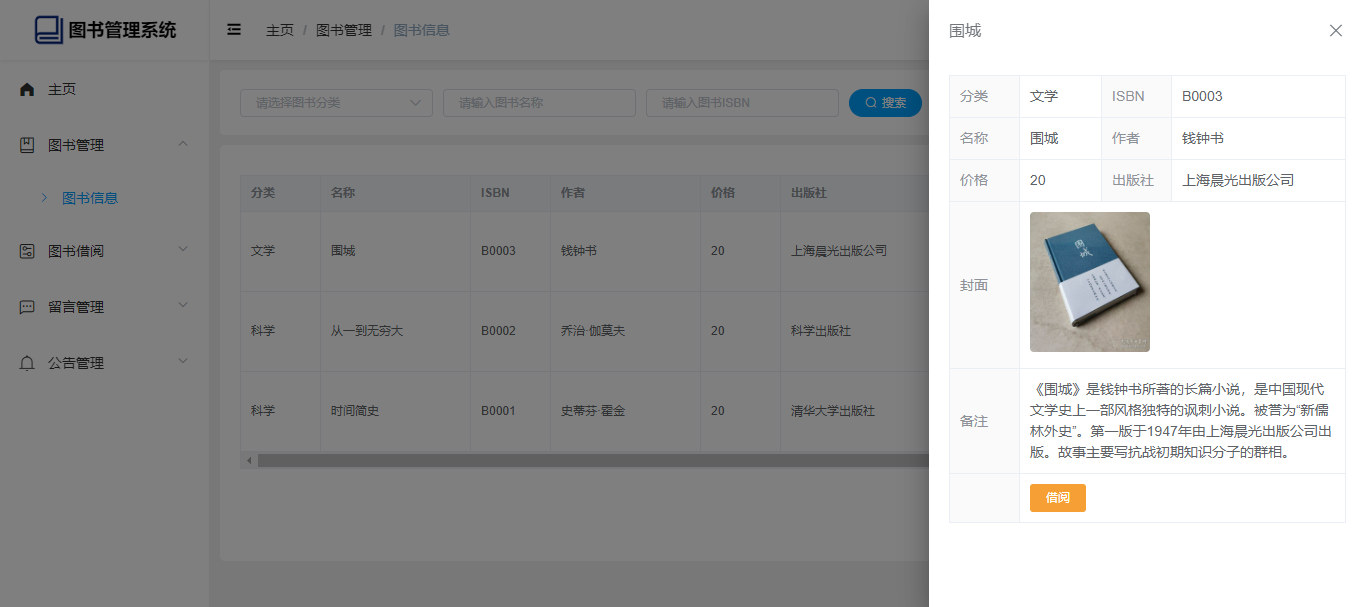 图书管理系统
主页 / 图书管理 / 图书信息
主页
图书管理
图书信息
图书借阅
留言管理
公告管理
请选择图书分类
请输入图书名称
请输入图书ISBN
搜索
分类 名称 ISBN 作者 价格 出版社
文学 围城 B0003 钱钟书 20 上海晨光出版公司
科学 从一到无穷大 B0002 乔治·伽莫夫 20 科学出版社
科学 时间简史 B0001 史蒂芬·霍金 20 清华大学出版社
围城
分类 文学 ISBN B0003
名称 围城 作者 钱钟书
价格 20 出版社 上海晨光出版公司
封面
围城
备注
《围城》是钱钟书所著的长篇小说，是中国现代
文学史上一部风格独特的讽刺小说。被誉为“新儒
林外史”。第一版于1947年由上海晨光出版公司出
版。故事主要写抗战初期知识分子的群相。
借阅